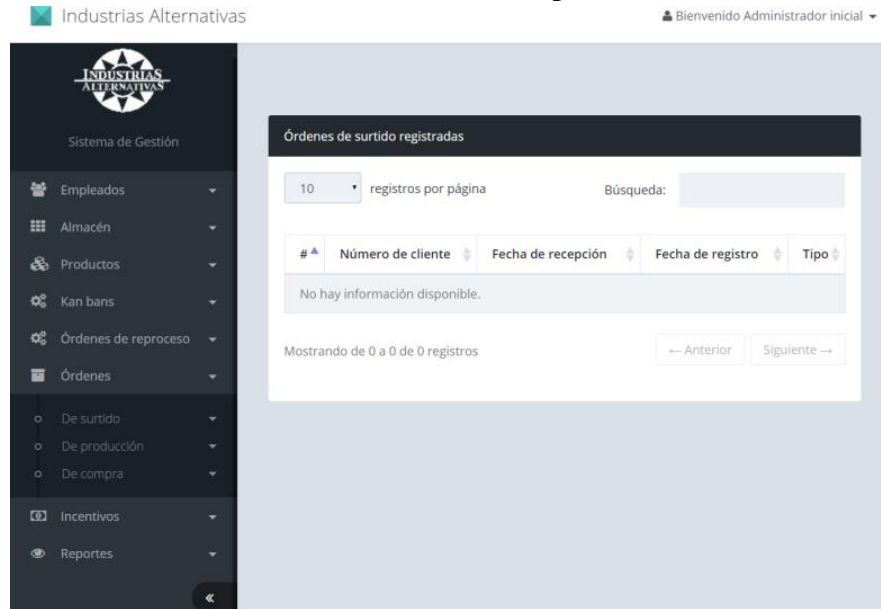 Industrias Alternativas
Bienvenido Administrador inicial
INDUSTRIAS
ALTERNATIVAS
Sistema de Gestión
Empleados
Almacén
Productos
Kan bans
Órdenes de reproceso
Órdenes
De surtido
De producción
De compra
Incentivos
Reportes
«
Órdenes de surtido registradas
10 registros por página Búsqueda:
# Número de cliente Fecha de recepción Fecha de registro Tipo
No hay información disponible.
Mostrando de 0 a 0 de 0 registros
← Anterior Siguiente →